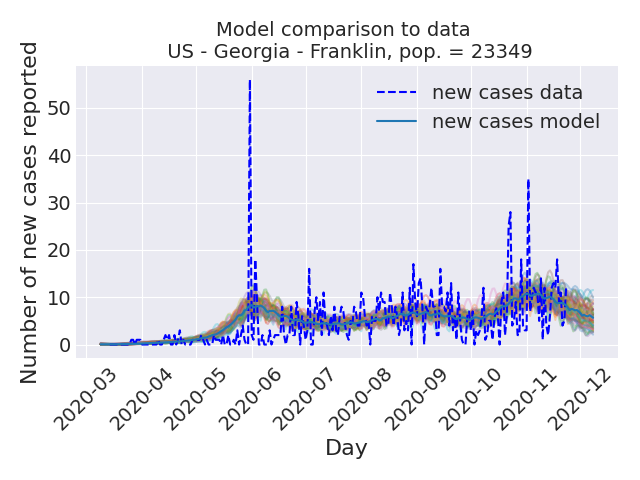 Model comparison to data
US - Georgia - Franklin, pop. = 23349
Number of new cases reported
50
40
30
20
10
0
new cases data
new cases model
2020-03
2020-04
2020-05
2020-06
2020-07
2020-08
2020-09
2020-10
2020-11
2020-12
Day